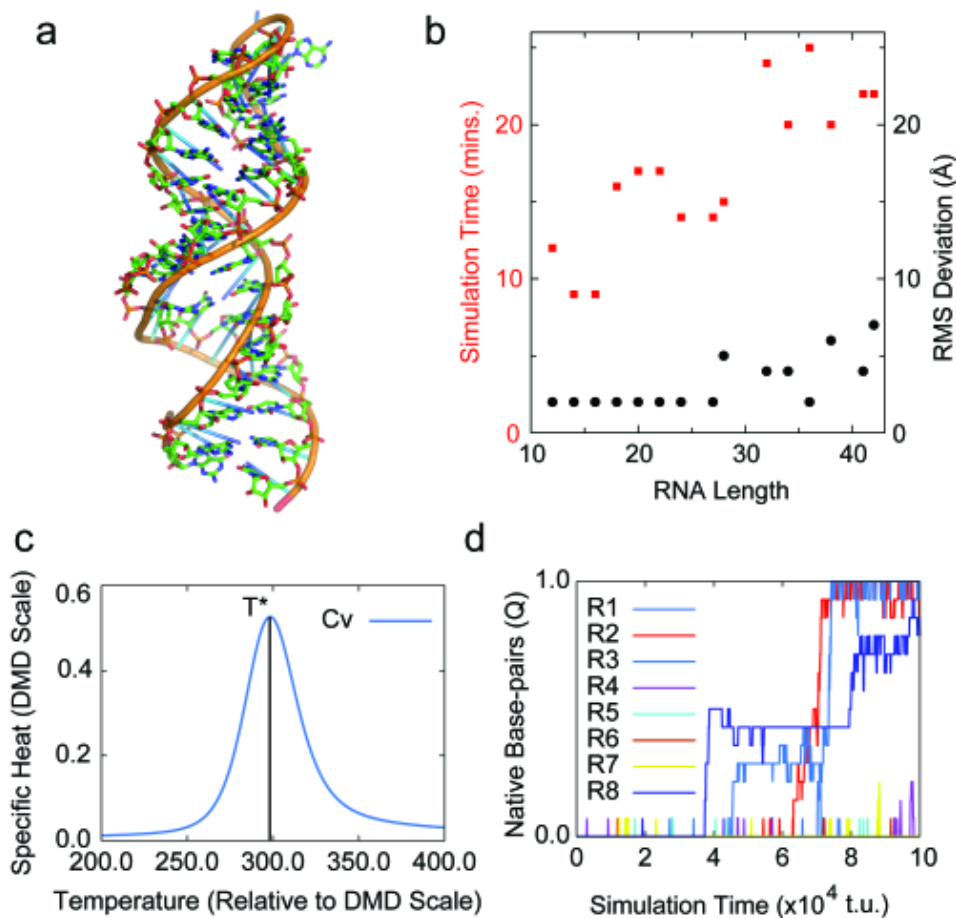 a
b
Simulation Time (mins.)
20
10
0
20
10
0
RMS Deviation (Å)
10 20 30 40
RNA Length
c
Specific Heat (DMD Scale)
0.6
0.4
0.2
0.0
T*
Cv
200.0 250.0 300.0 350.0 400.0
Temperature (Relative to DMD Scale)
d
Native Base-pairs (Q)
1.0
0.0
R1
R2
R3
R4
R5
R6
R7
R8
0 2 4 6 8 10
Simulation Time (x10⁴ t.u.)